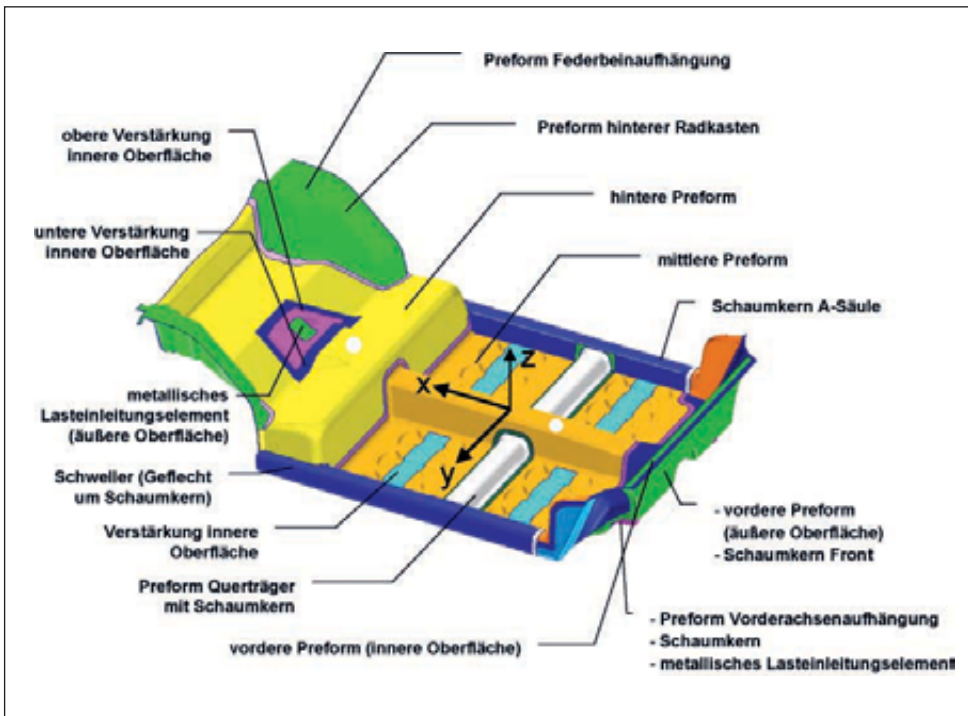 Preform Federbeinaufhängung
obere Verstärkung
innere Oberfläche
Preform hinterer Radkasten
hintere Preform
untere Verstärkung
innere Oberfläche
mittlere Preform
Schaumkern A-Säule
z
x
y
metallisches
Lasteinleitungselement
(äußere Oberfläche)
Schweller (Geflecht
um Schaumkern)
Verstärkung innere
Oberfläche
Preform Querträger
mit Schaumkern
vordere Preform (innere Oberfläche)
- vordere Preform
(äußere Oberfläche)
- Schaumkern Front
- Preform Vorderachsenaufhängung
- Schaumkern
- metallisches Lasteinleitungselement